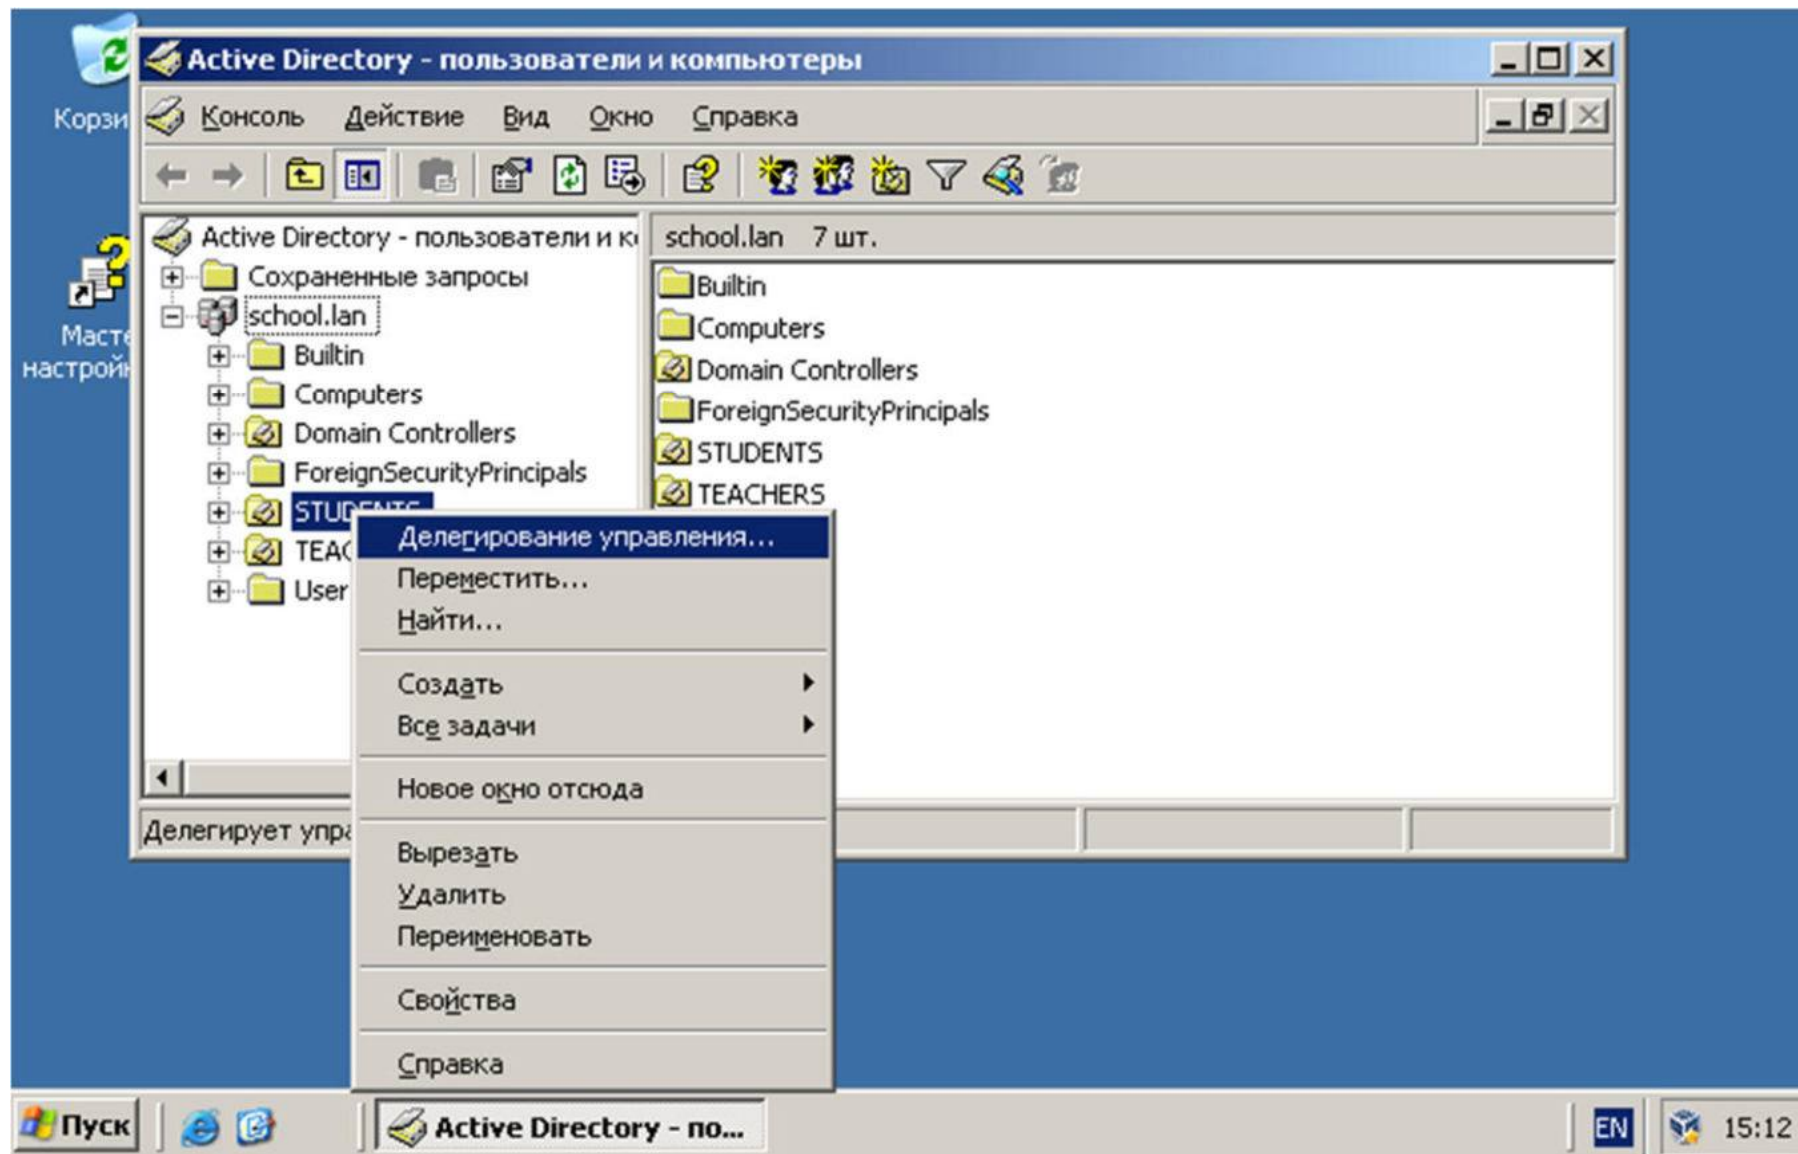 Корзи
Active Directory - пользователи и компьютеры
Консоль Действие Вид Окно Справка
Active Directory - пользователи и к
school.lan 7 шт.
Сохраненные запросы
school.lan
Builtin
Computers
Domain Controllers
ForeignSecurityPrincipals
STUDENTS
TEAC
User
Builtin
Computers
Domain Controllers
ForeignSecurityPrincipals
STUDENTS
TEACHERS
Масте
настройк
Делегирование управления...
Переместить...
Найти...
Создать
Все задачи
Новое окно отсюда
Вырезать
Удалить
Переименовать
Свойства
Справка
Делегирует упра
Пуск
Active Directory - по...
EN
15:12